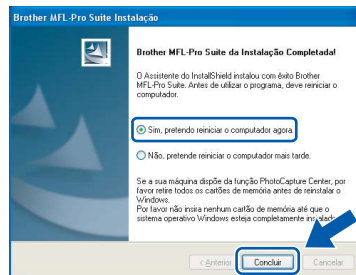 Brother MFL-Pro Suite Instalação
Brother MFL-Pro Suite da Instalação Completada!
O Assistente do InstallShield instalou com êxito Brother
MFL-Pro Suite. Antes de utilizar o programa, deve reiniciar o
computador.
Sim, pretendo reiniciar o computador agora.
Não, pretende reiniciar o computador mais tarde.
Se a sua máquina dispõe da função PhotoCapture Center, por
favor retire todos os cartões de memória antes de reinstalar o
Windows.
Por favor não insira nenhum cartão de memória até que o
sistema operativo Windows esteja completamente instalado.
< Anterior Concluir Cancelar